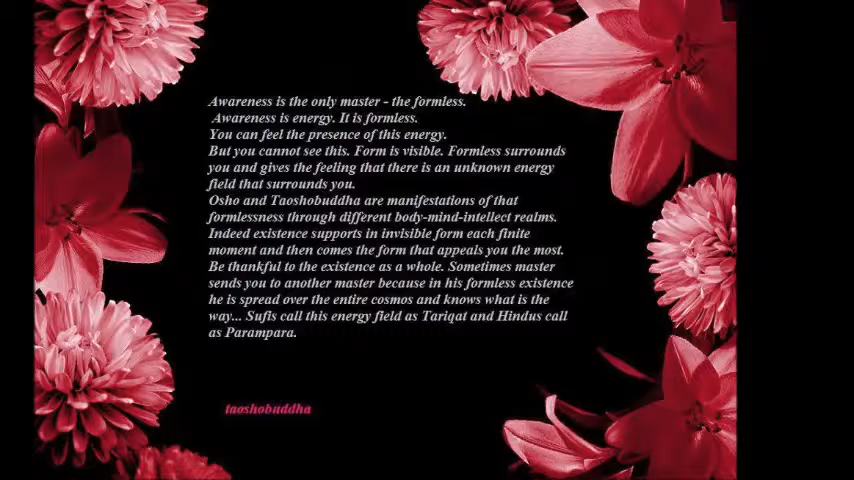 Awareness is the only master - the formless.
Awareness is energy. It is formless.
You can feel the presence of this energy.
But you cannot see this. Form is visible. Formless surrounds
you and gives the feeling that there is an unknown energy
field that surrounds you.
Osho and Taoshobuddha are manifestations of that
formlessness through different body-mind-intellect realms.
Indeed existence supports in invisible form each finite
moment and then comes the form that appeals you the most.
Be thankful to the existence as a whole. Sometimes master
sends you to another master because in his formless existence
he is spread over the entire cosmos and knows what is the
way... Sufis call this energy field as Tariqat and Hindus call
as Parampara.
taoshobuddha